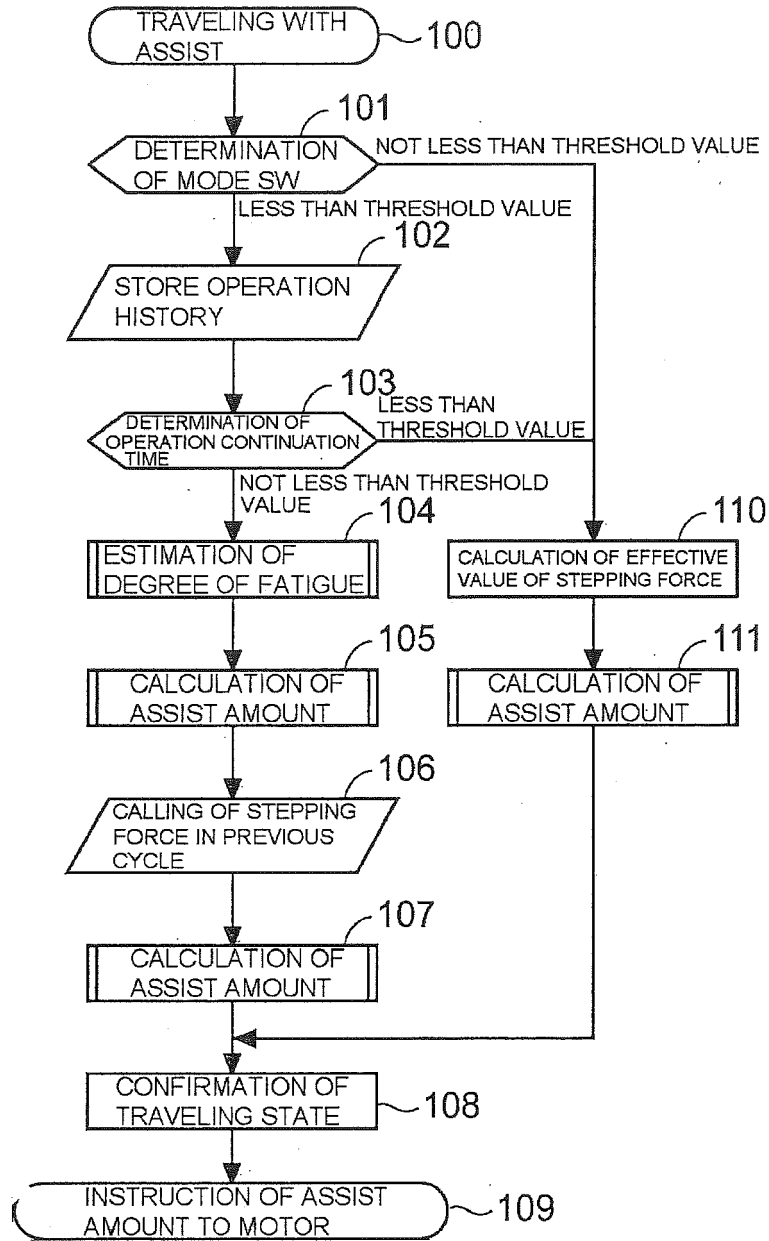 TRAVELING WITH
ASSIST
100
101
DETERMINATION
OF MODE SW
NOT LESS THAN THRESHOLD VALUE
LESS THAN THRESHOLD VALUE
102
STORE OPERATION
HISTORY
103
DETERMINATION OF
OPERATION CONTINUATION
TIME
LESS THAN
THRESHOLD VALUE
NOT LESS THAN THRESHOLD
VALUE
104
ESTIMATION OF
DEGREE OF FATIGUE
110
CALCULATION OF EFFECTIVE
VALUE OF STEPPING FORCE
105
CALCULATION OF
ASSIST AMOUNT
111
CALCULATION OF
ASSIST AMOUNT
106
CALLING OF STEPPING
FORCE IN PREVIOUS
CYCLE
107
CALCULATION OF
ASSIST AMOUNT
CONFIRMATION OF
TRAVELING STATE
108
INSTRUCTION OF ASSIST
AMOUNT TO MOTOR
109